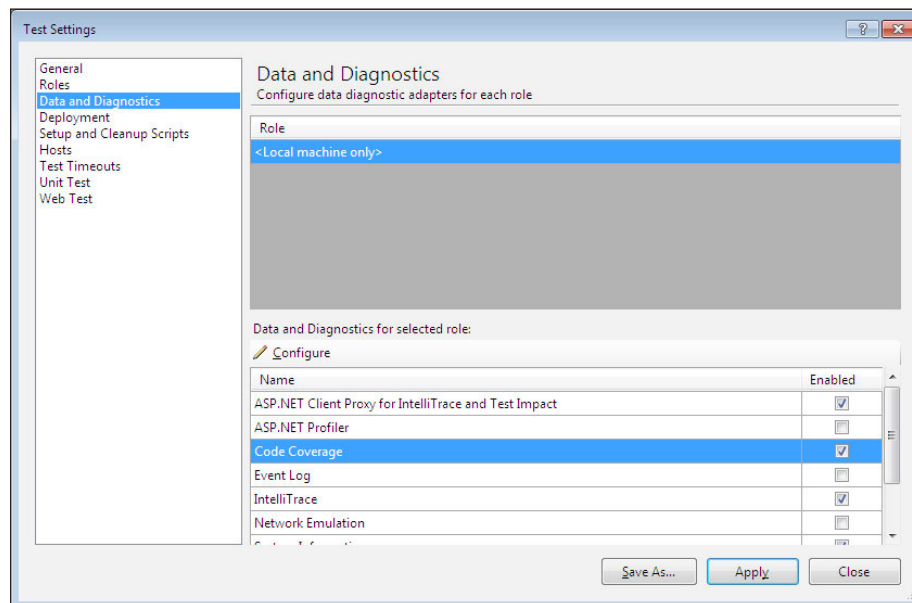 Test Settings
General
Roles
Data and Diagnostics
Deployment
Setup and Cleanup Scripts
Hosts
Test Timeouts
Unit Test
Web Test
Data and Diagnostics
Configure data diagnostic adapters for each role
Role
<Local machine only>
Data and Diagnostics for selected role:
Configure
Name Enabled
ASP.NET Client Proxy for IntelliTrace and Test Impact
ASP.NET Profiler
Code Coverage
Event Log
IntelliTrace
Network Emulation
Save As... Apply Close